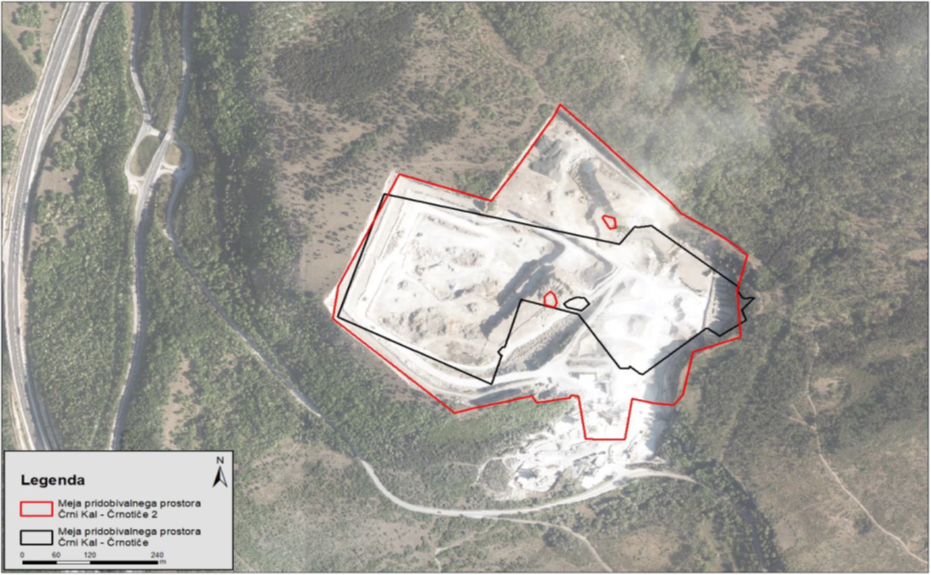 N
Legenda
Meja pridobivalnega prostora
Črni Kal - Črnotiče 2
Meja pridobivalnega prostora
Črni Kal - Črnotiče
0 60 120 240
m